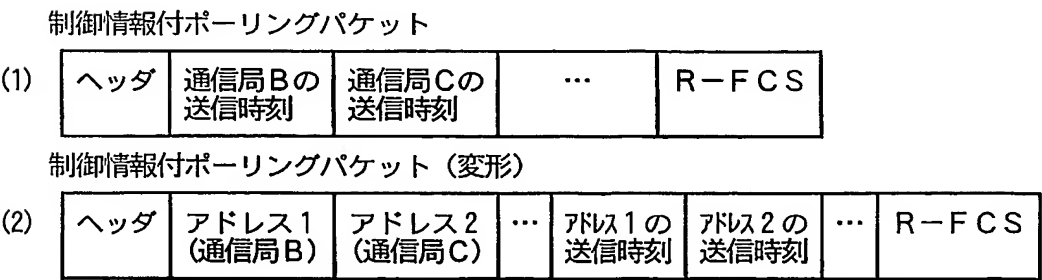 制御情報付ポーリングパケット
(1) ヘッダ 通信局Bの 通信局Cの … R-FCS
送信時刻 送信時刻
制御情報付ポーリングパケット(変形)
(2) ヘッダ アドレス1 アドレス2 … アドレス1の アドレス2の … R-FCS
(通信局B) (通信局C) 送信時刻 送信時刻